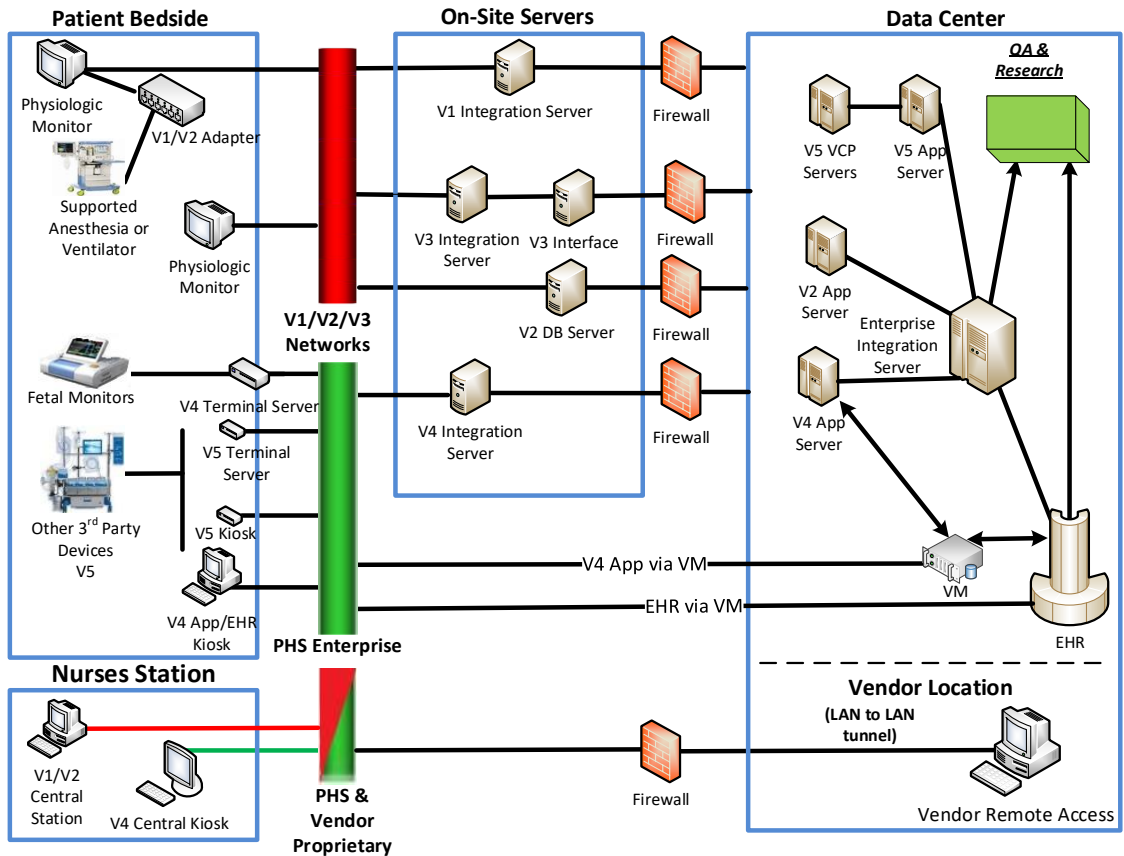 Patient Bedside
On-Site Servers
Data Center
Physiologic
Monitor
V1/V2 Adapter
Supported
Anesthesia or
Ventilator
Physiologic
Monitor
Fetal Monitors
V4 Terminal Server
V5 Terminal
Server
Other 3rd Party
Devices
V5
V5 Kiosk
V4 App/EHR
Kiosk
V1/V2/V3
Networks
PHS Enterprise
V1 Integration Server
Firewall
V3 Integration
Server
V3 Interface
Firewall
V2 DB Server
Firewall
V4 Integration
Server
Firewall
QA &
Research
V5 VCP
Servers
V5 App
Server
V2 App
Server
Enterprise
Integration
Server
V4 App
Server
V4 App via VM
VM
EHR via VM
EHR
Nurses Station
V1/V2
Central
Station
V4 Central Kiosk
PHS &
Vendor
Proprietary
Firewall
Vendor Location
(LAN to LAN
tunnel)
Vendor Remote Access